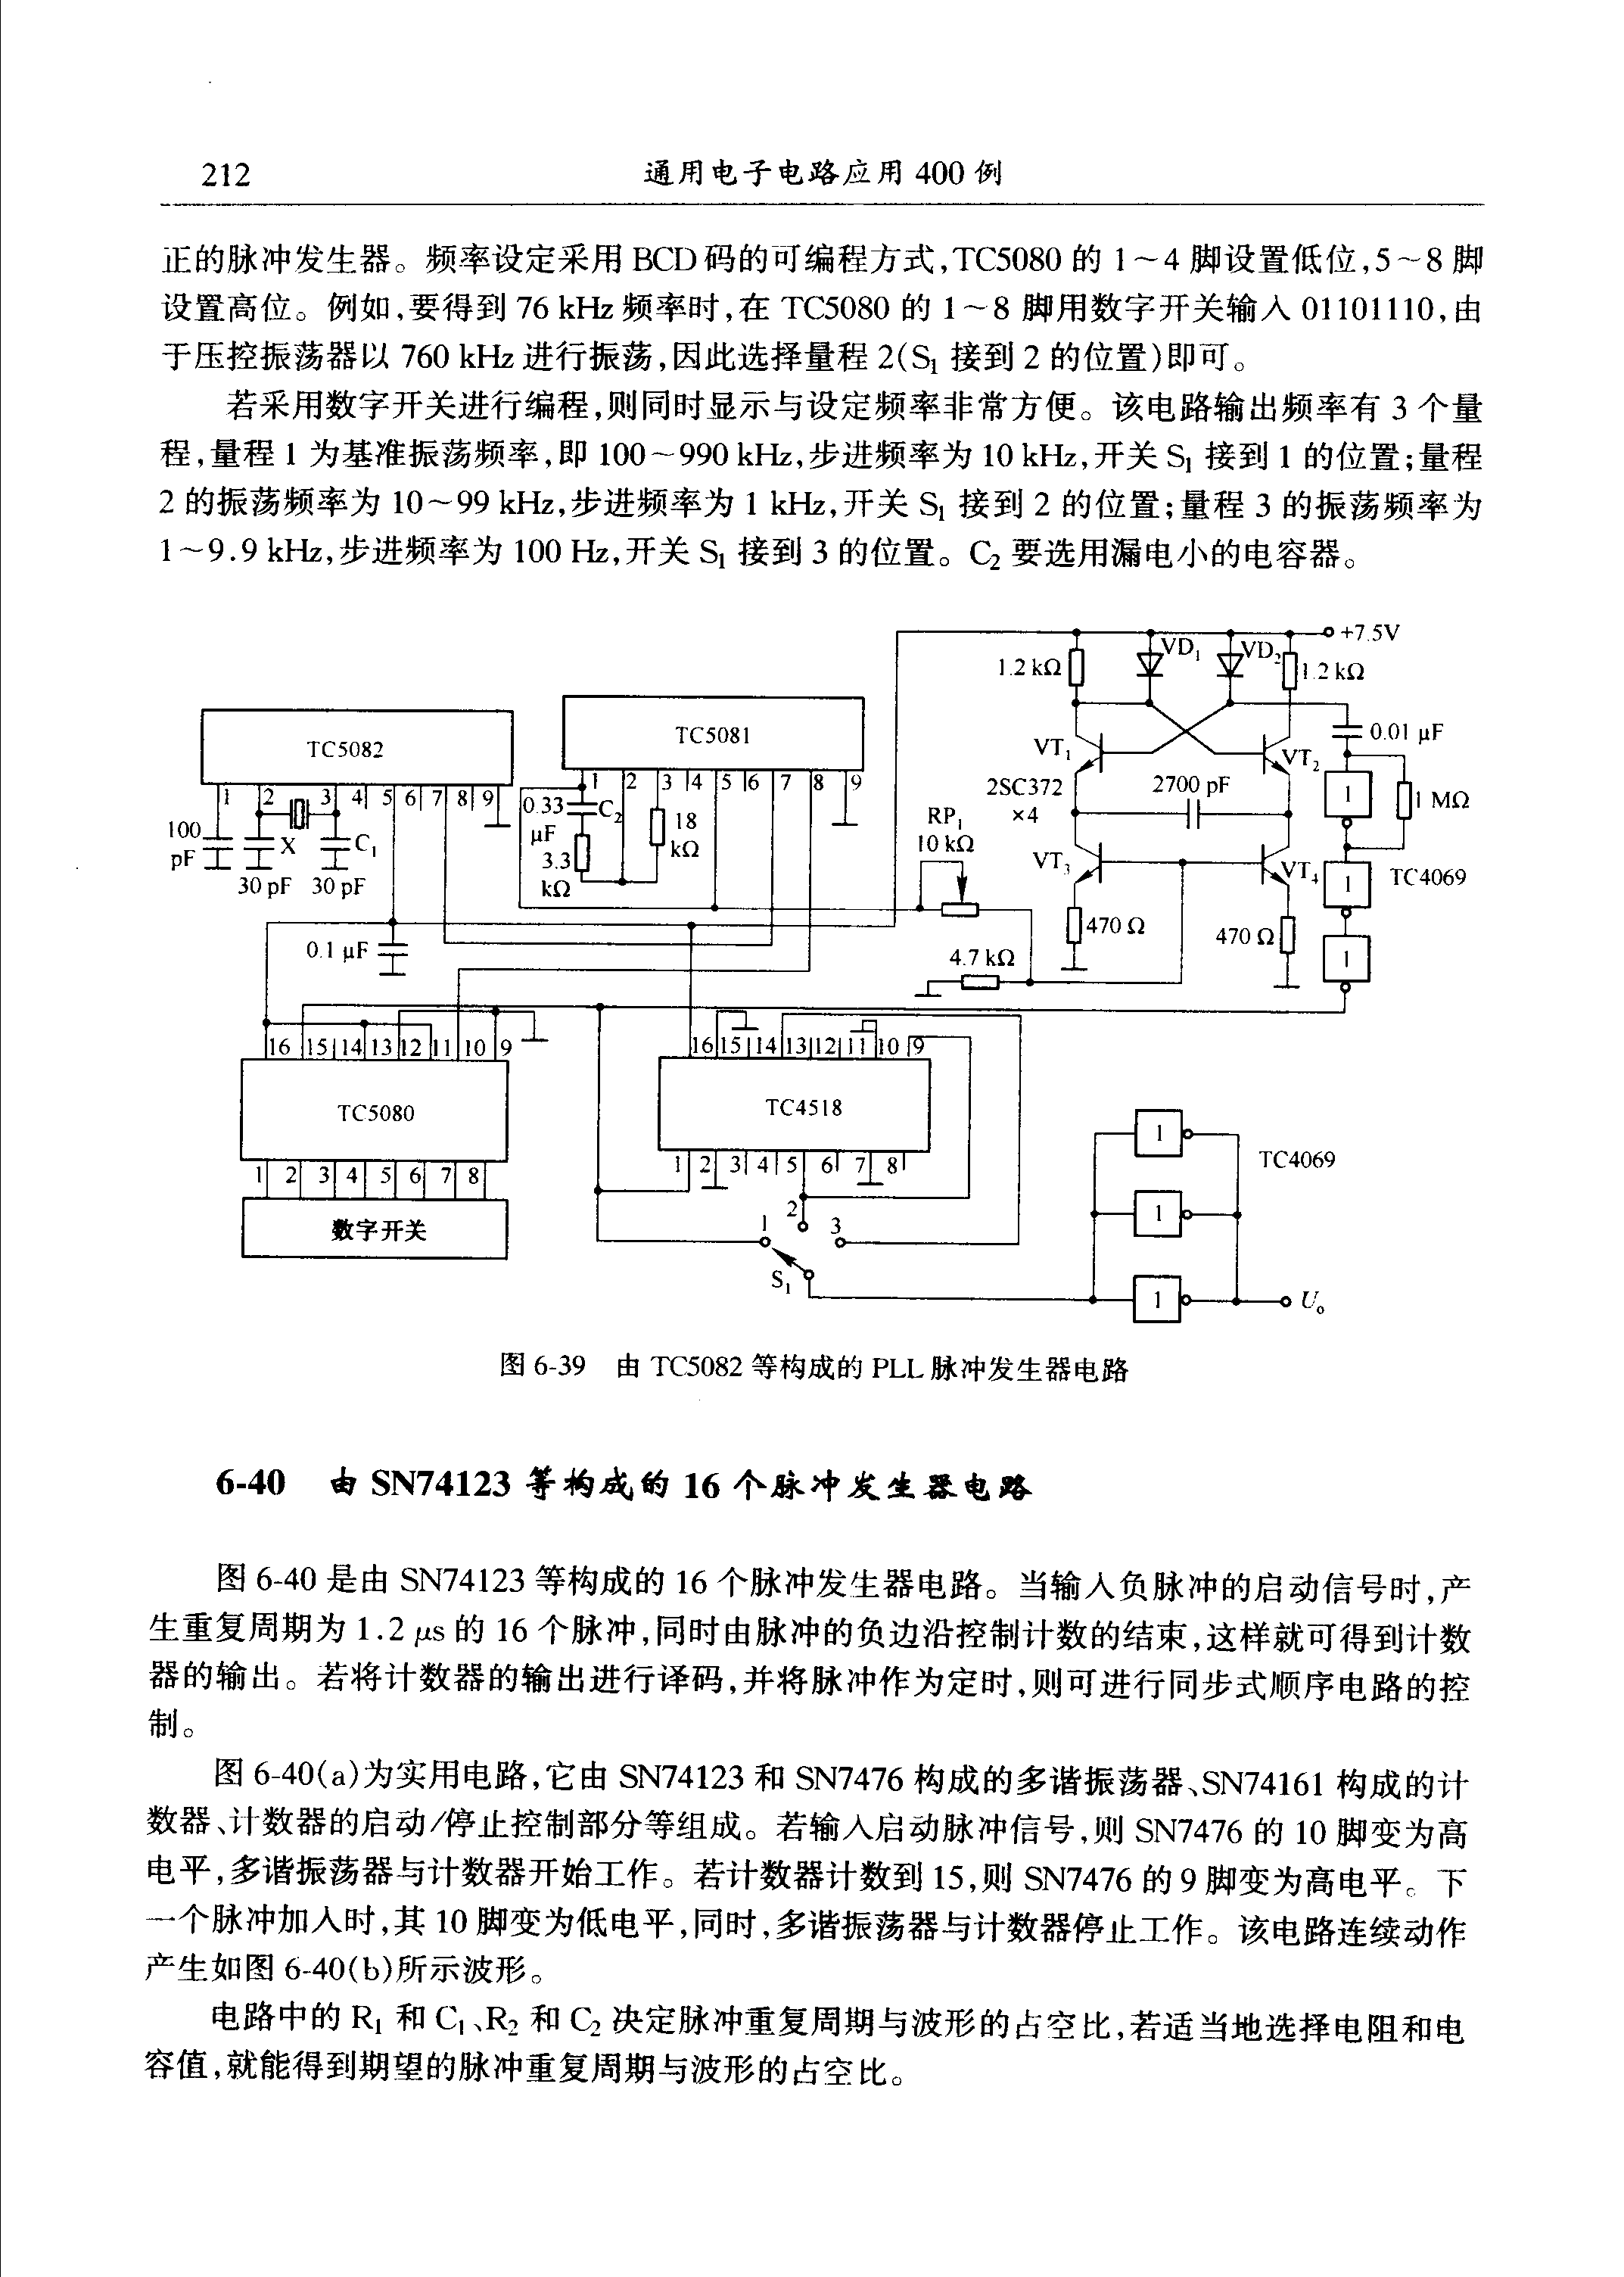 212
通用电子电路应用 400 例
正的脉冲发生器。频率设定采用 BCD 码的可编程方式,TC5080 的 1~4 脚设置低位,5~8 脚
设置高位。例如,要得到 76 kHz 频率时,在 TC5080 的 1~8 脚用数字开关输入 01101110,由
于压控振荡器以 760 kHz 进行振荡,因此选择量程 2(S₁ 接到 2 的位置)即可。
若采用数字开关进行编程,则同时显示与设定频率非常方便。该电路输出频率有 3 个量
程,量程 1 为基准振荡频率,即 100~990 kHz,步进频率为 10 kHz,开关 S₁ 接到 1 的位置;量程
2 的振荡频率为 10~99 kHz,步进频率为 1 kHz,开关 S₁ 接到 2 的位置;量程 3 的振荡频率为
1~9.9 kHz,步进频率为 100 Hz,开关 S₁ 接到 3 的位置。C₂ 要选用漏电小的电容器。
+7.5V
1.2 kΩ VD₁ VD₂ 1.2 kΩ
TC5082
TC5081
0.01 μF
VT₁ VT₂
1 2 3 4 5 6 7 8 9
1 2 3 4 5 6 7 8 9
2SC372
×4
2700 pF
1
1 MΩ
100
pF
X
C₁
30 pF 30 pF
0.33
μF
C₂
3.3
kΩ
18
kΩ
RP₁
10 kΩ
VT₃ VT₄
1
TC4069
0.1 μF
470 Ω
470 Ω
4.7 kΩ
1
16 15 14 13 12 11 10 9
16 15 14 13 12 11 10 9
TC5080
TC4518
1 2 3 4 5 6 7 8
1 2 3 4 5 6 7 8
数字开关
1 2 3
S₁
1
TC4069
1
1
Uₒ
图 6-39 由 TC5082 等构成的 PLL 脉冲发生器电路
6-40 由 SN74123 等构成的 16 个脉冲发生器电路
图 6-40 是由 SN74123 等构成的 16 个脉冲发生器电路。当输入负脉冲的启动信号时,产
生重复周期为 1.2 μs 的 16 个脉冲,同时由脉冲的负边沿控制计数的结束,这样就可得到计数
器的输出。若将计数器的输出进行译码,并将脉冲作为定时,则可进行同步式顺序电路的控
制。
图 6-40(a)为实用电路,它由 SN74123 和 SN7476 构成的多谐振荡器、SN74161 构成的计
数器、计数器的启动/停止控制部分等组成。若输入启动脉冲信号,则 SN7476 的 10 脚变为高
电平,多谐振荡器与计数器开始工作。若计数器计数到 15,则 SN7476 的 9 脚变为高电平。下
一个脉冲加入时,其 10 脚变为低电平,同时,多谐振荡器与计数器停止工作。该电路连续动作
产生如图 6-40(b)所示波形。
电路中的 R₁ 和 C₁、R₂ 和 C₂ 决定脉冲重复周期与波形的占空比,若适当地选择电阻和电
容值,就能得到期望的脉冲重复周期与波形的占空比。